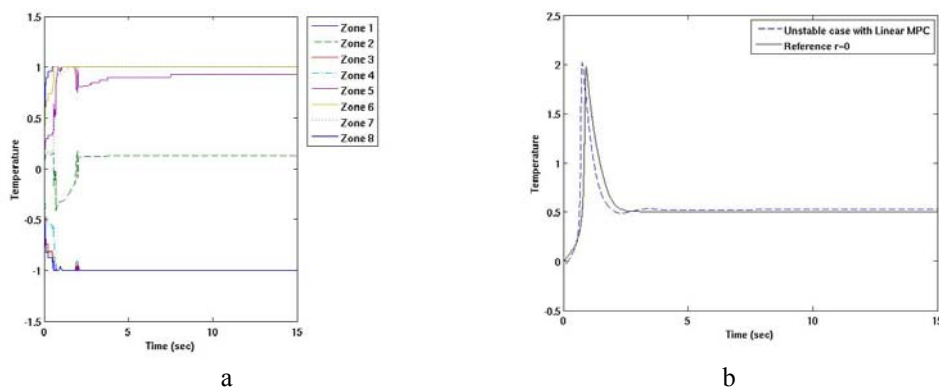 1.5
1
0.5
0
-0.5
-1
-1.5
Temperature
0
5
10
15
Time (sec)
Zone 1
Zone 2
Zone 3
Zone 4
Zone 5
Zone 6
Zone 7
Zone 8
a
2.5
2
1.5
1
0.5
0
-0.5
Temperature
0
5
10
15
Time (sec)
Unstable case with Linear MPC
Reference r=0
b